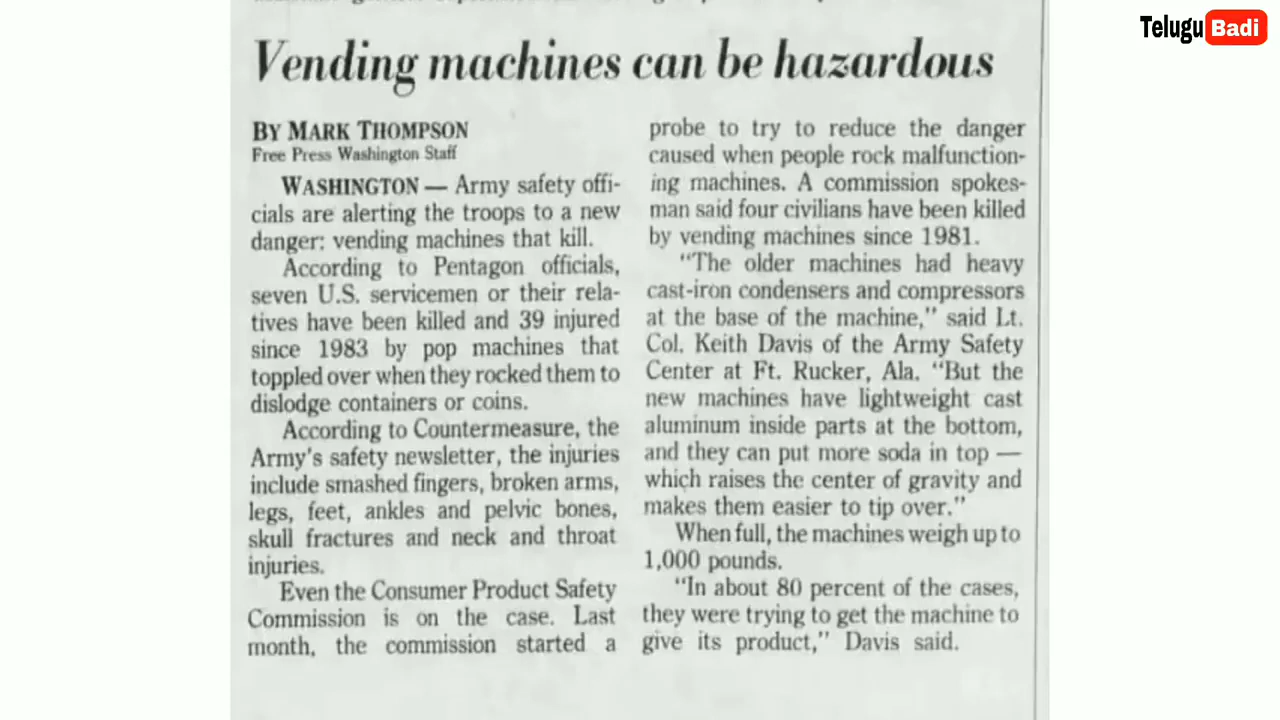 Telugu Badi
Vending machines can be hazardous
BY MARK THOMPSON
Free Press Washington Staff
WASHINGTON — Army safety offi-
cials are alerting the troops to a new
danger: vending machines that kill.
According to Pentagon officials,
seven U.S. servicemen or their rela-
tives have been killed and 39 injured
since 1983 by pop machines that
toppled over when they rocked them to
dislodge containers or coins.
According to Countermeasure, the
Army's safety newsletter, the injuries
include smashed fingers, broken arms,
legs, feet, ankles and pelvic bones,
skull fractures and neck and throat
injuries.
Even the Consumer Product Safety
Commission is on the case. Last
month, the commission started a
probe to try to reduce the danger
caused when people rock malfunction-
ing machines. A commission spokes-
man said four civilians have been killed
by vending machines since 1981.
"The older machines had heavy
cast-iron condensers and compressors
at the base of the machine," said Lt.
Col. Keith Davis of the Army Safety
Center at Ft. Rucker, Ala. "But the
new machines have lightweight cast
aluminum inside parts at the bottom,
and they can put more soda in top —
which raises the center of gravity and
makes them easier to tip over."
When full, the machines weigh up to
1,000 pounds.
"In about 80 percent of the cases,
they were trying to get the machine to
give its product," Davis said.